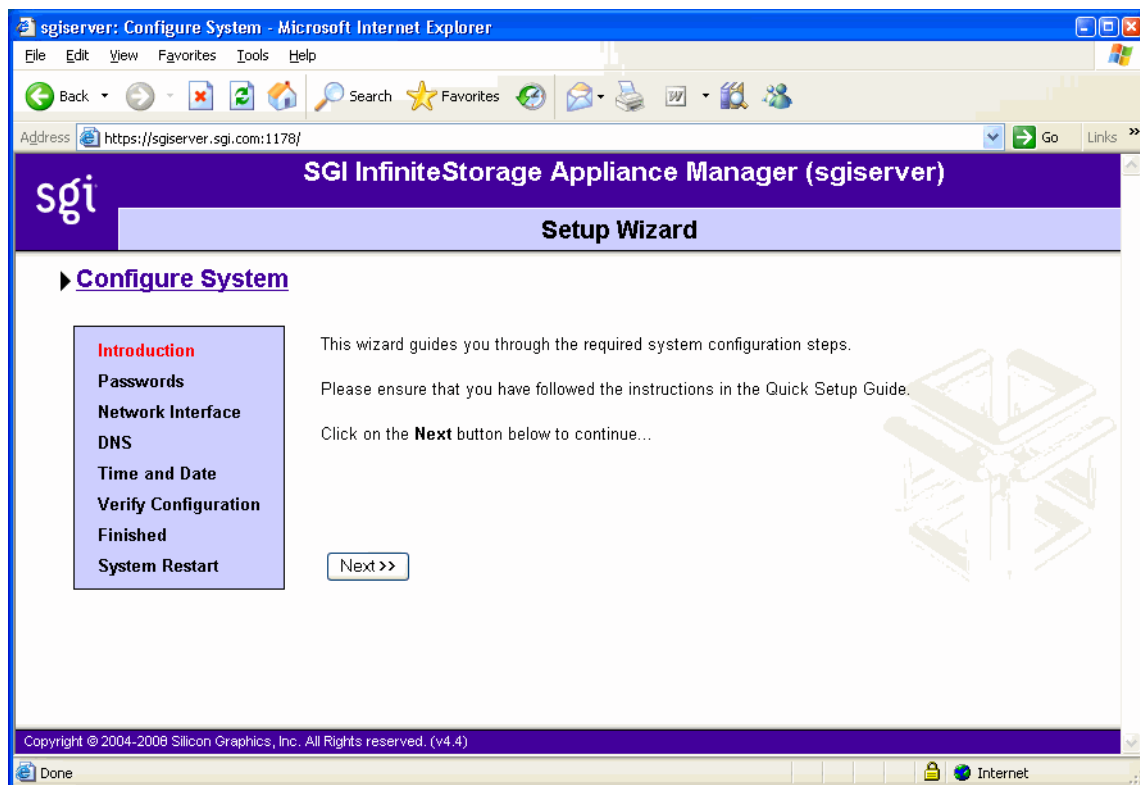 sgiserver: Configure System - Microsoft Internet Explorer
File Edit View Favorites Tools Help
Back Search Favorites
Address https://sgiserver.sgi.com:1178/ Go Links »
sgi
SGI InfiniteStorage Appliance Manager (sgiserver)
Setup Wizard
Configure System
Introduction
Passwords
Network Interface
DNS
Time and Date
Verify Configuration
Finished
System Restart
This wizard guides you through the required system configuration steps.
Please ensure that you have followed the instructions in the Quick Setup Guide.
Click on the Next button below to continue...
Next >>
Copyright © 2004-2008 Silicon Graphics, Inc. All Rights reserved. (v4.4)
Done Internet